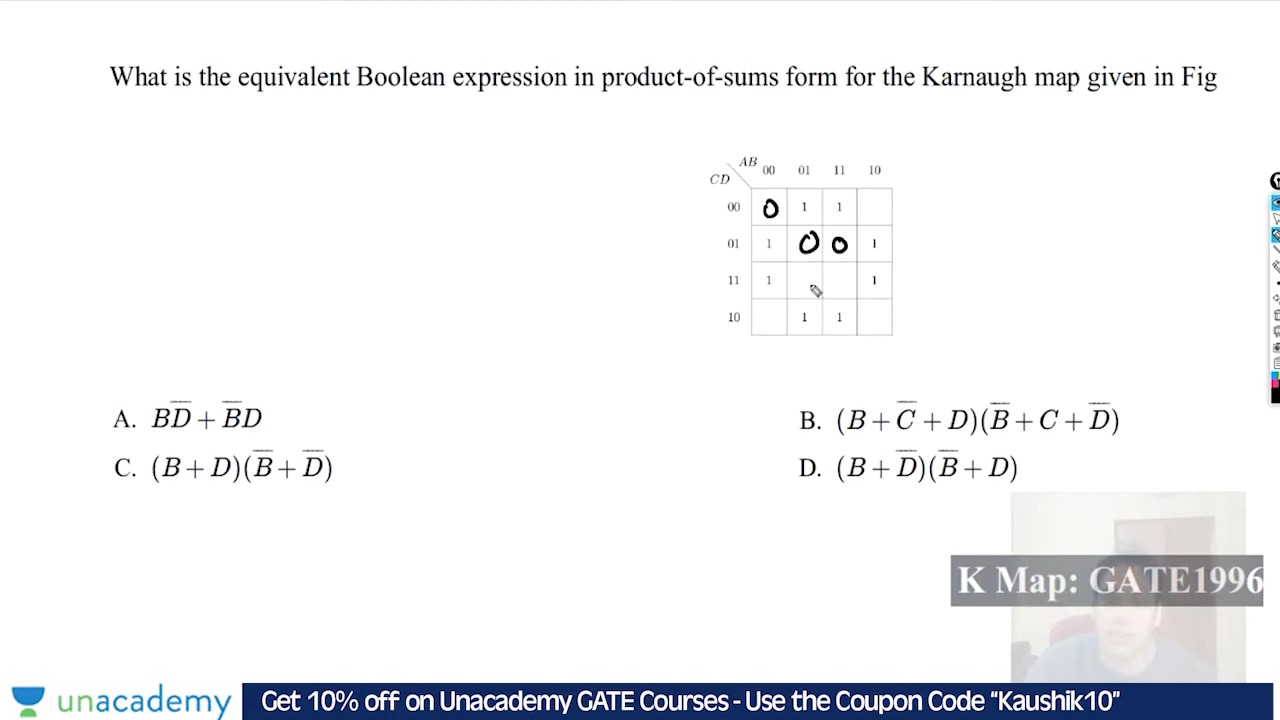 What is the equivalent Boolean expression in product-of-sums form for the Karnaugh map given in Fig
AB
CD
00 01 11 10
00 0 1 1
01 1 0 0 1
11 1 1
10 1 1
A. BD̅ + B̅D
B. (B + C̅ + D)(B̅ + C + D̅)
C. (B + D)(B̅ + D̅)
D. (B + D̅)(B̅ + D)
K Map: GATE1996
unacademy
Get 10% off on Unacademy GATE Courses - Use the Coupon Code "Kaushik10"